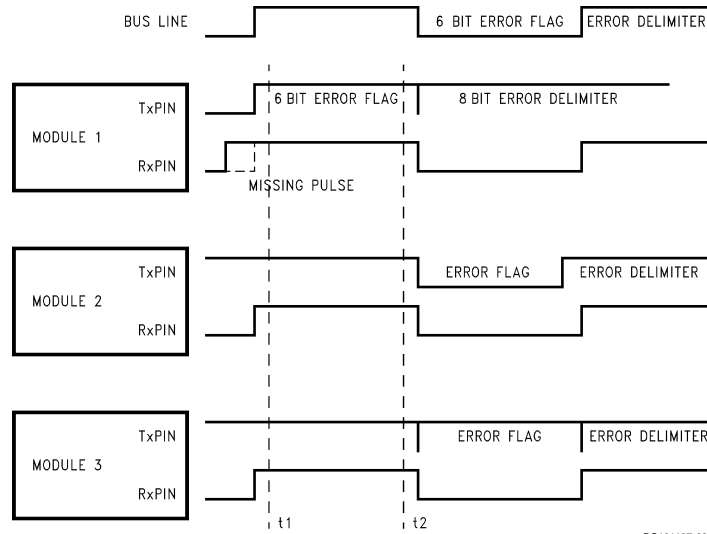 BUS LINE
6 BIT ERROR FLAG
ERROR DELIMITER
MODULE 1
TxPIN
6 BIT ERROR FLAG
8 BIT ERROR DELIMITER
RxPIN
MISSING PULSE
MODULE 2
TxPIN
ERROR FLAG
ERROR DELIMITER
RxPIN
MODULE 3
TxPIN
ERROR FLAG
ERROR DELIMITER
RxPIN
t1
t2